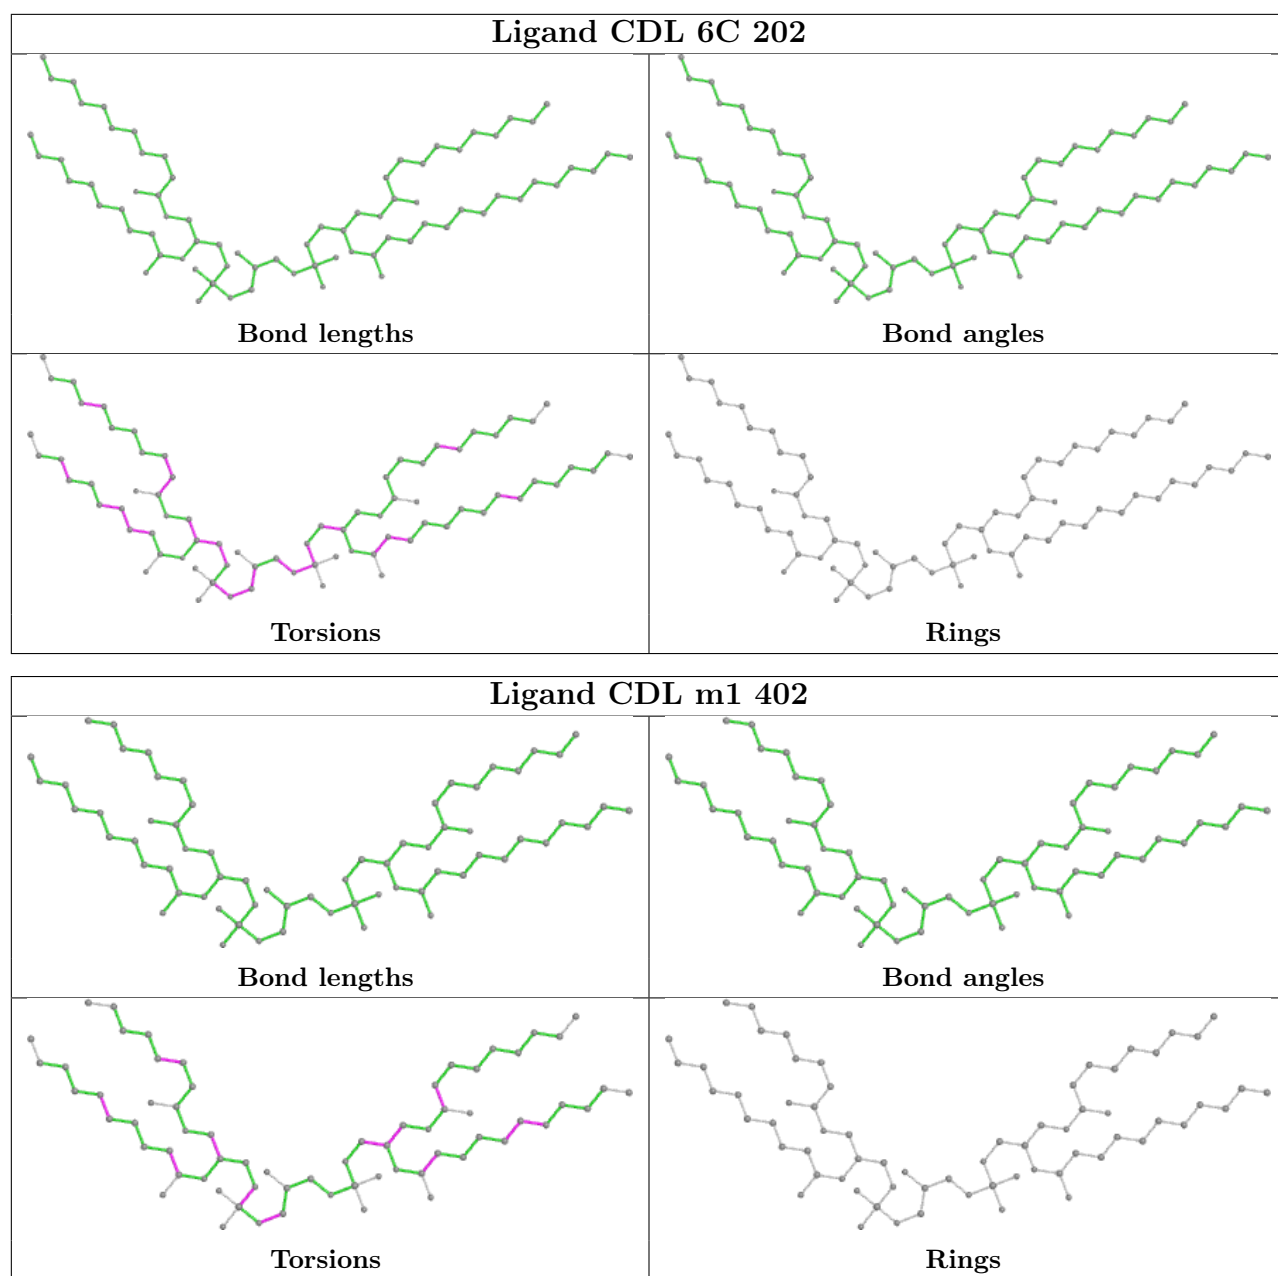 Ligand CDL 6C 202
Bond lengths
Bond angles
Torsions
Rings
Ligand CDL m1 402
Bond lengths
Bond angles
Torsions
Rings